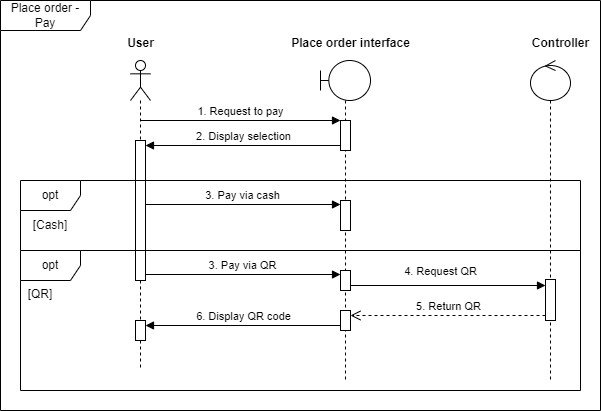 Place order -
Pay
User
Place order interface
Controller
1. Request to pay
2. Display selection
opt
3. Pay via cash
[Cash]
opt
3. Pay via QR
4. Request QR
[QR]
5. Return QR
6. Display QR code